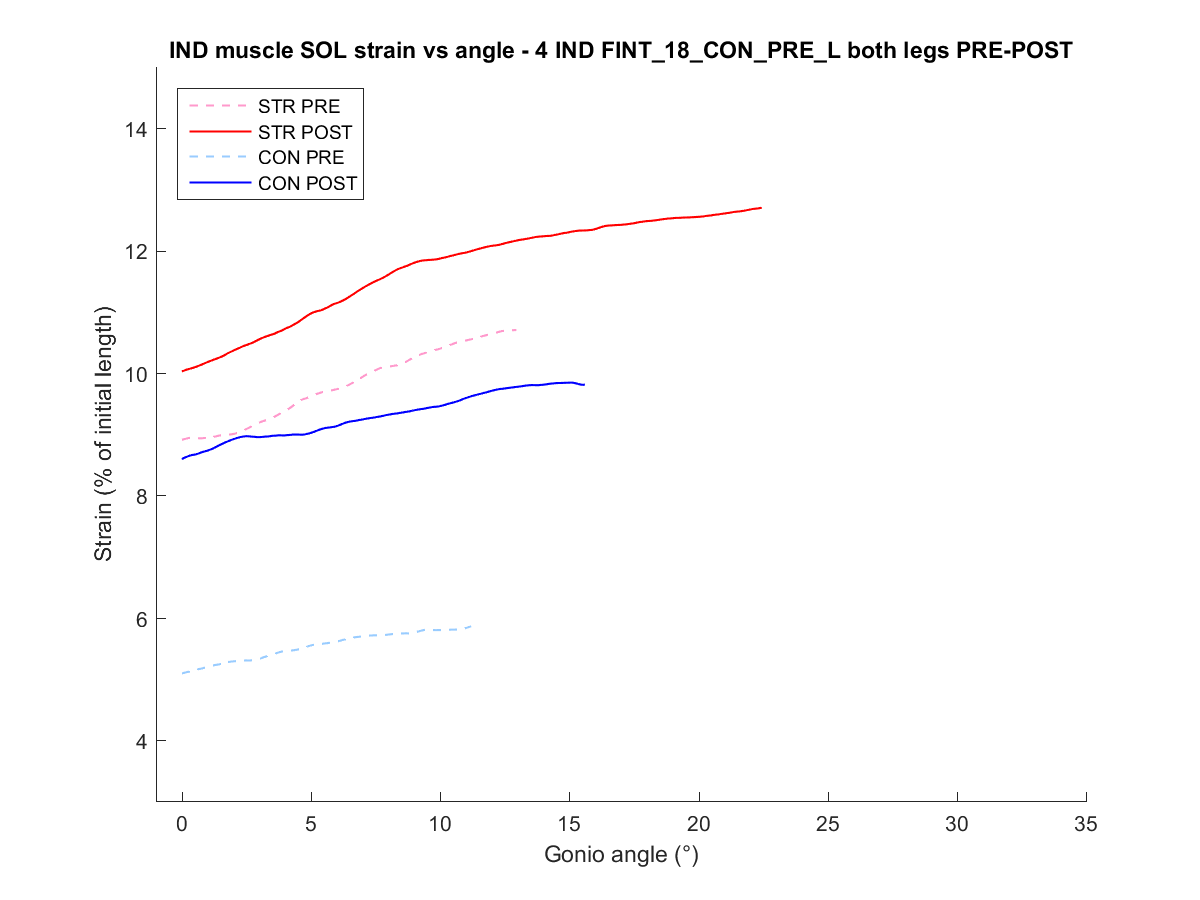 IND muscle SOL strain vs angle - 4 IND FINT_18_CON_PRE_L both legs PRE-POST
STR PRE
STR POST
CON PRE
CON POST
14
12
10
8
6
4
Strain (% of initial length)
0 5 10 15 20 25 30 35
Gonio angle (°)